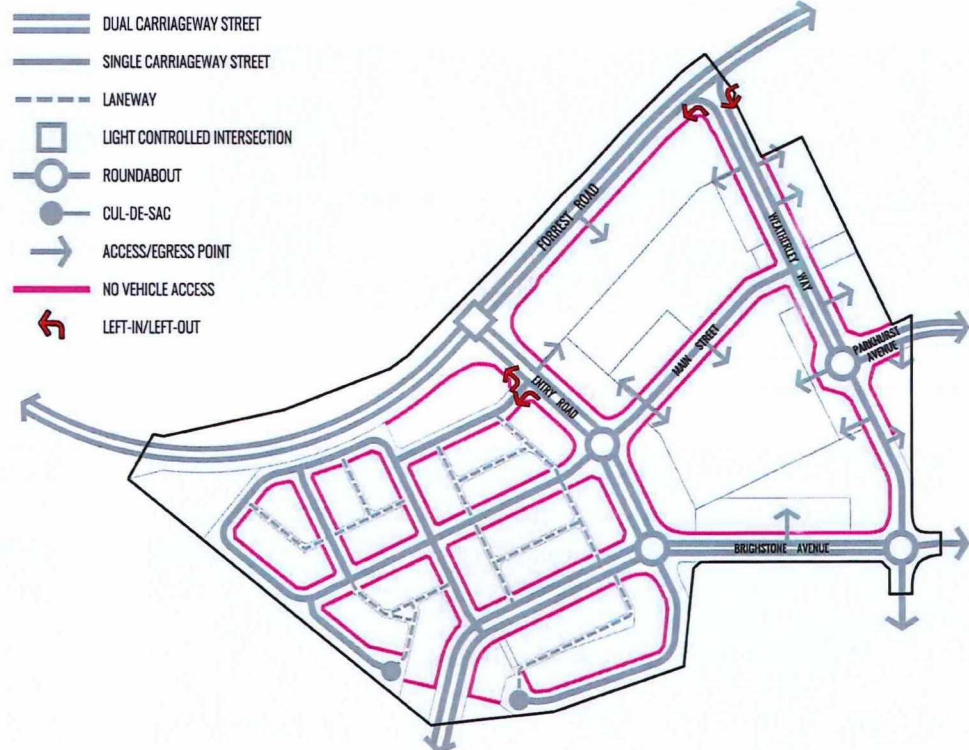 DUAL CARRIAGEWAY STREET
SINGLE CARRIAGEWAY STREET
LANEWAY
LIGHT CONTROLLED INTERSECTION
ROUNDABOUT
CUL-DE-SAC
ACCESS/EGRESS POINT
NO VEHICLE ACCESS
LEFT-IN/LEFT-OUT
FORREST ROAD
WEATHERLEY WAY
MAIN STREET
PARKHURST
AVENUE
ENTRY ROAD
BRIGHSTONE AVENUE